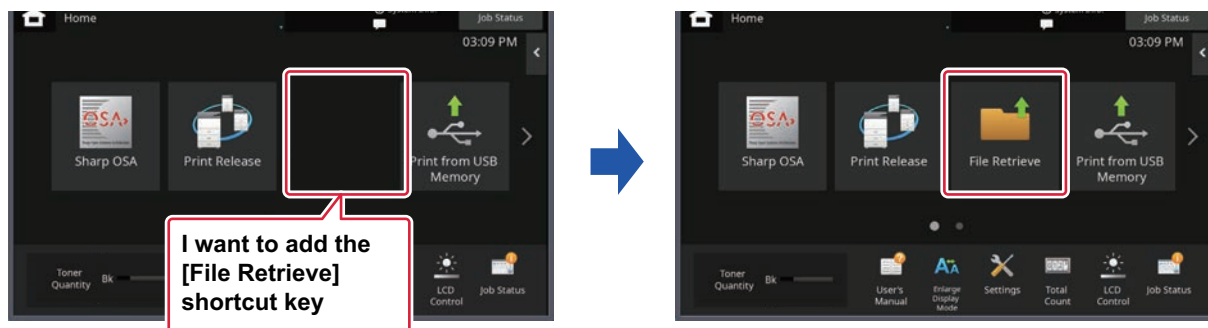 Home
Job Status
03:09 PM
Sharp OSA
Print Release
Print from USB
Memory
I want to add the
[File Retrieve]
shortcut key
Toner
Quantity
Bk
LCD
Control
Job Status
Home
Job Status
03:09 PM
Sharp OSA
Print Release
File Retrieve
Print from USB
Memory
Toner
Quantity
Bk
User's
Manual
Enlarge
Display
Mode
Settings
Total
Count
LCD
Control
Job Status